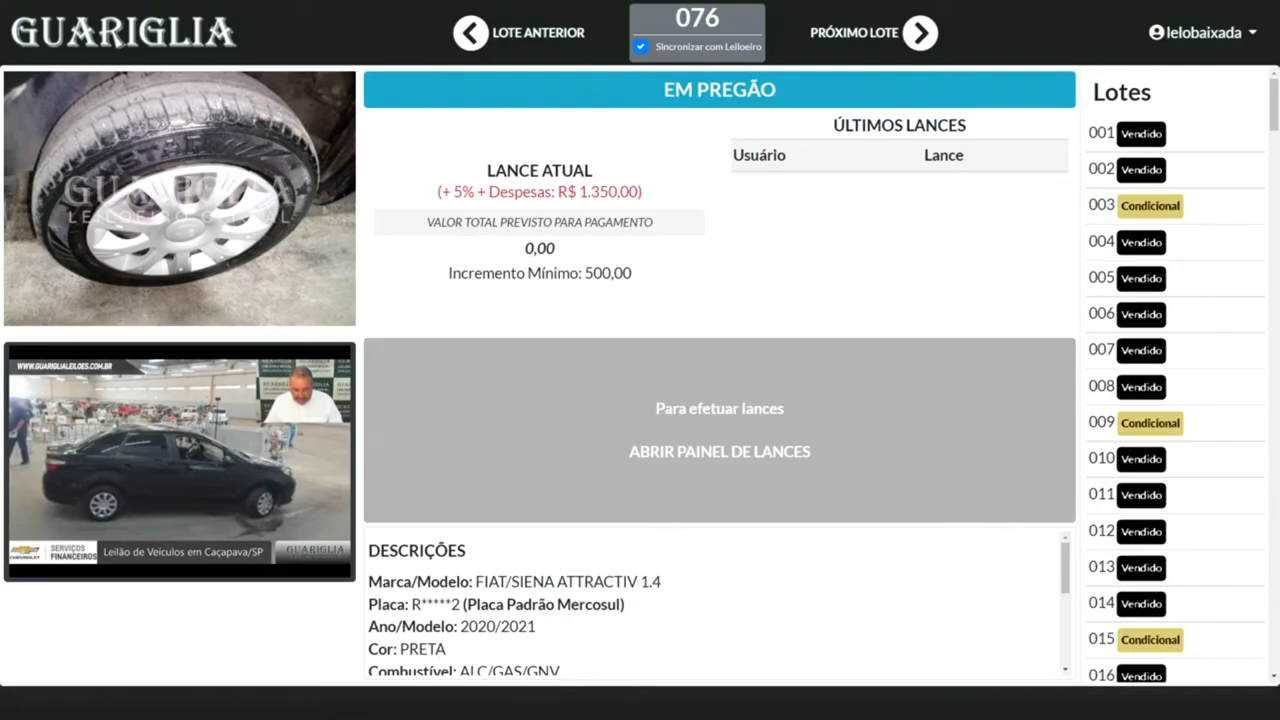 GUARIGLIA
LOTE ANTERIOR
076
Sincronizar com Leiloeiro
PRÓXIMO LOTE
lelobaixada
GUARIGLIA
LEILOEIRO OFICIAL
EM PREGÃO
LANCE ATUAL
(+ 5% + Despesas: R$ 1.350,00)
VALOR TOTAL PREVISTO PARA PAGAMENTO
0,00
Incremento Mínimo: 500,00
ÚLTIMOS LANCES
Usuário Lance
WWW.GUARIGLIALEILOES.COM.BR
CHEVROLET
SERVIÇOS
FINANCEIROS
Leilão de Veículos em Caçapava/SP
GUARIGLIA
Para efetuar lances
ABRIR PAINEL DE LANCES
DESCRIÇÕES
Marca/Modelo: FIAT/SIENA ATTRACTIV 1.4
Placa: R*****2 (Placa Padrão Mercosul)
Ano/Modelo: 2020/2021
Cor: PRETA
Combustível: ALC/GAS/GNV
Lotes
001 Vendido
002 Vendido
003 Condicional
004 Vendido
005 Vendido
006 Vendido
007 Vendido
008 Vendido
009 Condicional
010 Vendido
011 Vendido
012 Vendido
013 Vendido
014 Vendido
015 Condicional
016 Vendido